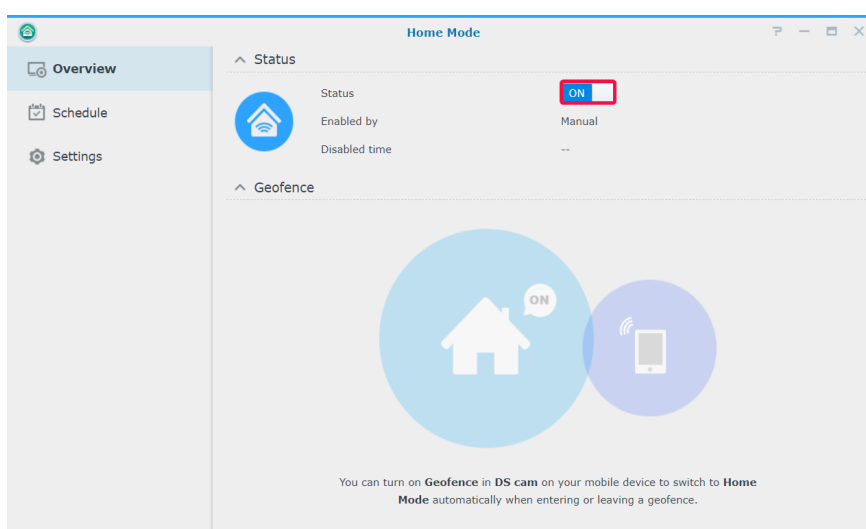 Home Mode
Overview
Schedule
Settings
Status
Status
ON
Enabled by
Manual
Disabled time
--
Geofence
ON
You can turn on Geofence in DS cam on your mobile device to switch to Home
Mode automatically when entering or leaving a geofence.